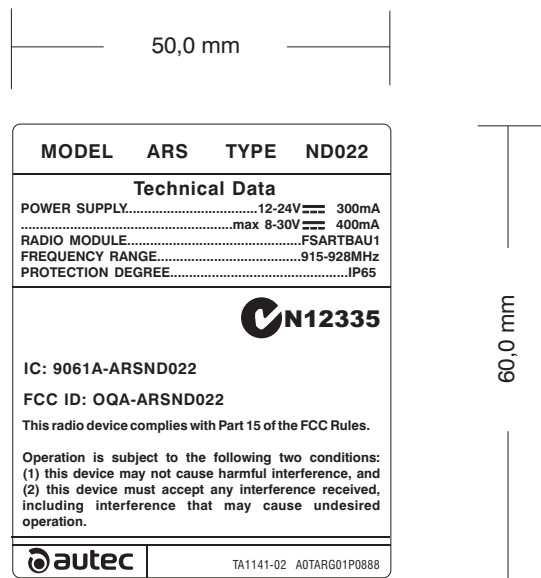 50,0 mm
MODEL ARS TYPE ND022
Technical Data
POWER SUPPLY..................................12-24V 300mA
.......................................................max 8-30V 400mA
RADIO MODULE.............................................FSARTBAU1
FREQUENCY RANGE.....................................915-928MHz
PROTECTION DEGREE..............................................IP65
N12335
60,0 mm
IC: 9061A-ARSND022
FCC ID: OQA-ARSND022
This radio device complies with Part 15 of the FCC Rules.
Operation is subject to the following two conditions:
(1) this device may not cause harmful interference, and
(2) this device must accept any interference received,
including interference that may cause undesired
operation.
autec TA1141-02 A0TARG01P0888